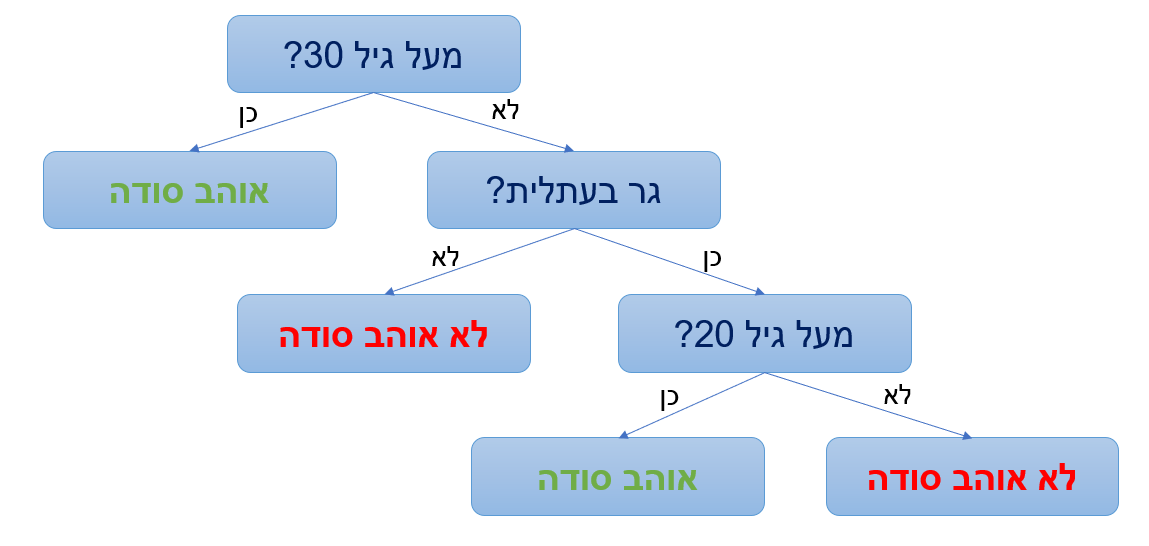 מעל גיל 30?
כן
לא
אוהב סודה
גר בעתלית?
לא
כן
לא אוהב סודה
מעל גיל 20?
כן
לא
אוהב סודה
לא אוהב סודה